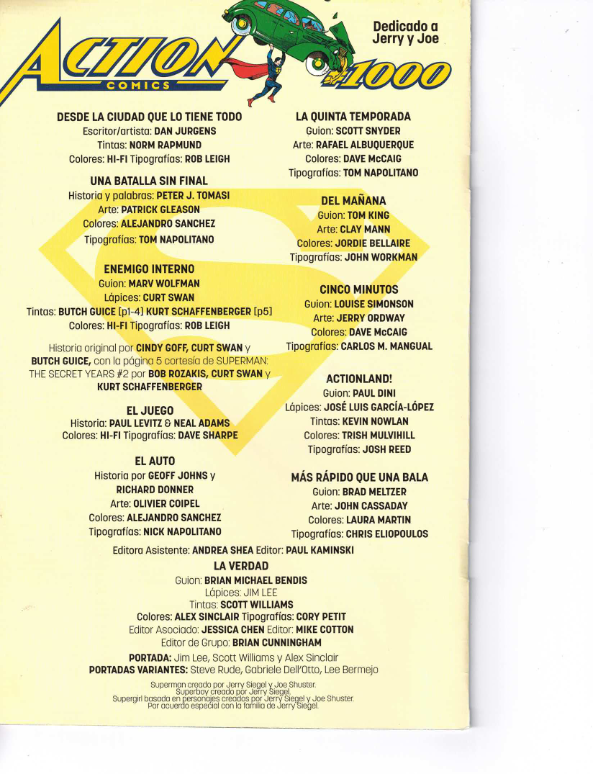 ACTION
COMICS
#1000
Dedicado a
Jerry y Joe
DESDE LA CIUDAD QUE LO TIENE TODO
Escritor/artista: DAN JURGENS
Tintas: NORM RAPMUND
Colores: HI-FI Tipografías: ROB LEIGH
UNA BATALLA SIN FINAL
Historia y palabras: PETER J. TOMASI
Arte: PATRICK GLEASON
Colores: ALEJANDRO SANCHEZ
Tipografías: TOM NAPOLITANO
ENEMIGO INTERNO
Guion: MARV WOLFMAN
Lápices: CURT SWAN
Tintas: BUTCH GUICE [p1-4] KURT SCHAFFENBERGER [p5]
Colores: HI-FI Tipografías: ROB LEIGH
Historia original por CINDY GOFF, CURT SWAN y
BUTCH GUICE, con la página 5 cortesía de SUPERMAN:
THE SECRET YEARS #2 por BOB ROZAKIS, CURT SWAN y
KURT SCHAFFENBERGER
EL JUEGO
Historia: PAUL LEVITZ & NEAL ADAMS
Colores: HI-FI Tipografías: DAVE SHARPE
EL AUTO
Historia por GEOFF JOHNS y
RICHARD DONNER
Arte: OLIVIER COIPEL
Colores: ALEJANDRO SANCHEZ
Tipografías: NICK NAPOLITANO
LA QUINTA TEMPORADA
Guion: SCOTT SNYDER
Arte: RAFAEL ALBUQUERQUE
Colores: DAVE McCAIG
Tipografías: TOM NAPOLITANO
DEL MAÑANA
Guion: TOM KING
Arte: CLAY MANN
Colores: JORDIE BELLAIRE
Tipografías: JOHN WORKMAN
CINCO MINUTOS
Guion: LOUISE SIMONSON
Arte: JERRY ORDWAY
Colores: DAVE McCAIG
Tipografías: CARLOS M. MANGUAL
ACTIONLAND!
Guion: PAUL DINI
Lápices: JOSÉ LUIS GARCÍA-LÓPEZ
Tintas: KEVIN NOWLAN
Colores: TRISH MULVIHILL
Tipografías: JOSH REED
MÁS RÁPIDO QUE UNA BALA
Guion: BRAD MELTZER
Arte: JOHN CASSADAY
Colores: LAURA MARTIN
Tipografías: CHRIS ELIOPOULOS
Editora Asistente: ANDREA SHEA Editor: PAUL KAMINSKI
LA VERDAD
Guion: BRIAN MICHAEL BENDIS
Lápices: JIM LEE
Tintas: SCOTT WILLIAMS
Colores: ALEX SINCLAIR Tipografías: CORY PETIT
Editor Asociado: JESSICA CHEN Editor: MIKE COTTON
Editor de Grupo: BRIAN CUNNINGHAM
PORTADA: Jim Lee, Scott Williams y Alex Sinclair
PORTADAS VARIANTES: Steve Rude, Gabriele Dell'Otto, Lee Bermejo
Superman creado por Jerry Siegel y Joe Shuster.
Superboy creado por Jerry Siegel.
Supergirl basada en personajes creados por Jerry Siegel y Joe Shuster.
Por acuerdo especial con la familia de Jerry Siegel.